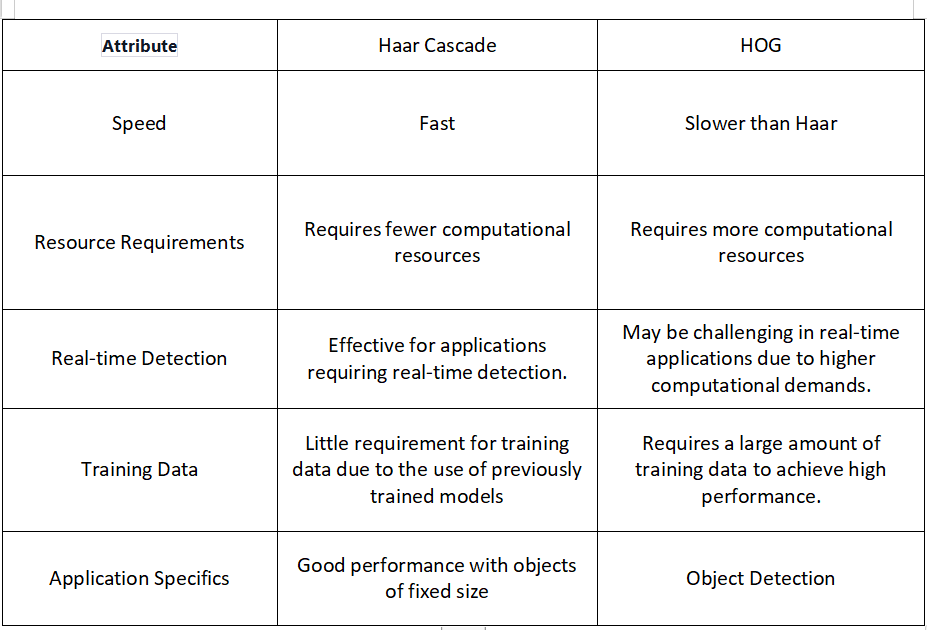 Attribute
Haar Cascade
HOG
Speed
Fast
Slower than Haar
Resource Requirements
Requires fewer computational
resources
Requires more computational
resources
Real-time Detection
Effective for applications
requiring real-time detection.
May be challenging in real-time
applications due to higher
computational demands.
Training Data
Little requirement for training
data due to the use of previously
trained models
Requires a large amount of
training data to achieve high
performance.
Application Specifics
Good performance with objects
of fixed size
Object Detection